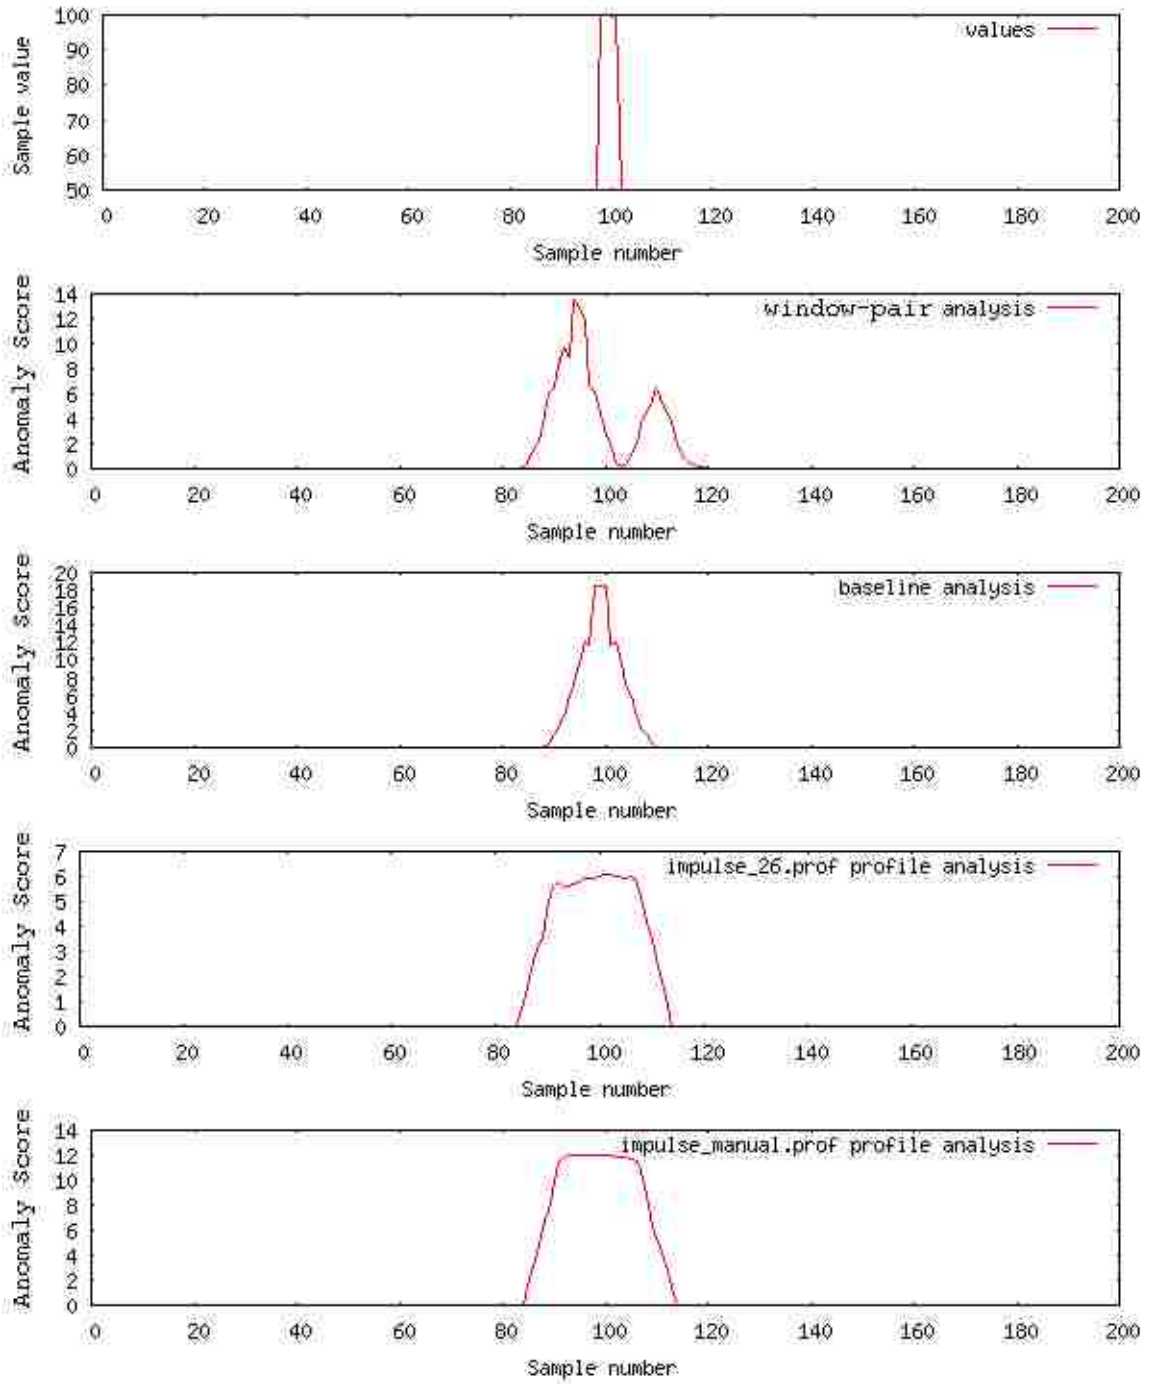 100
90
80
70
60
50
Sample value
values
0 20 40 60 80 100 120 140 160 180 200
Sample number
14
12
10
8
6
4
2
0
Anomaly Score
window-pair analysis
0 20 40 60 80 100 120 140 160 180 200
Sample number
20
18
16
14
12
10
8
6
4
2
0
Anomaly Score
baseline analysis
0 20 40 60 80 100 120 140 160 180 200
Sample number
7
6
5
4
3
2
1
0
Anomaly Score
impulse_26.prof profile analysis
0 20 40 60 80 100 120 140 160 180 200
Sample number
14
12
10
8
6
4
2
0
Anomaly Score
impulse_manual.prof profile analysis
0 20 40 60 80 100 120 140 160 180 200
Sample number